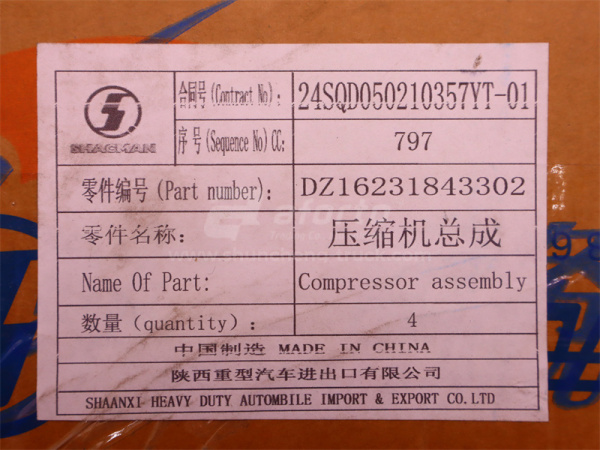 SHACMAN
合同号(Contract No): 24SQD050210357YT-01
序号(Sequence No)CC: 797
零件编号(Part number): DZ16231843302
零件名称: 压缩机总成
Name Of Part: Compressor assembly
数量(quantity): 4
中国制造 MADE IN CHINA
陕西重型汽车进出口有限公司
SHAANXI HEAVY DUTY AUTOMBILE IMPORT & EXPORT CO.LTD